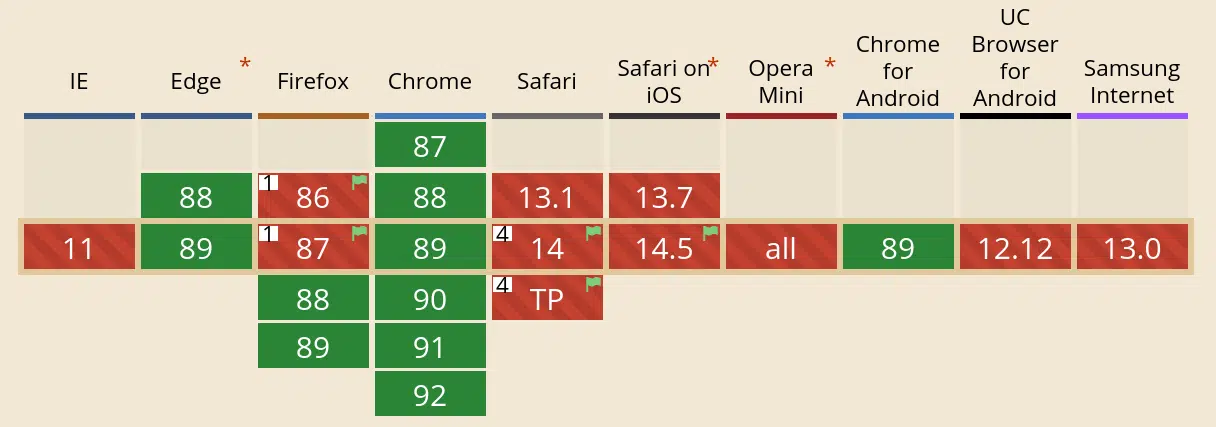 IE
Edge *
Firefox
Chrome
Safari
Safari on*
iOS
Opera *
Mini
Chrome
for
Android
UC
Browser
for
Android
Samsung
Internet
87
88 1 86 88 13.1 13.7
11 89 1 87 89 4 14 14.5 all 89 12.12 13.0
88 90 4 TP
89 91
92